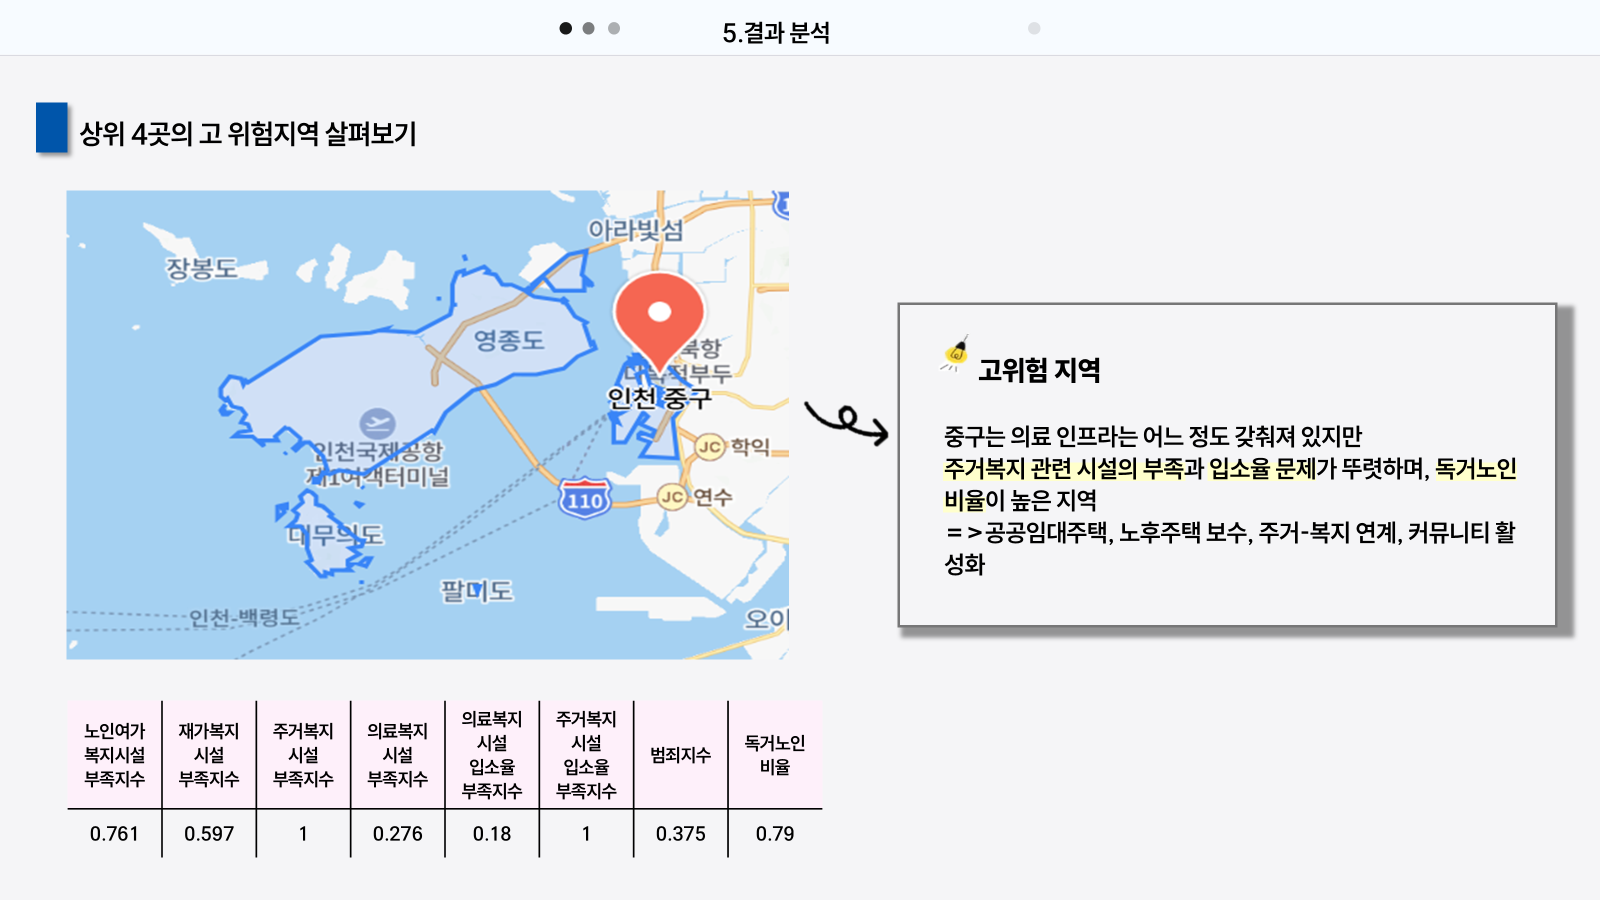 5.결과 분석
상위 4곳의 고 위험지역 살펴보기
아라빛섬
장봉도
영종도
북항
인천 중구
인천국제공항
제1여객터미널
JC 학익
110
JC 연수
대무의도
팔미도
인천-백령도
오이
고위험 지역
중구는 의료 인프라는 어느 정도 갖춰져 있지만
주거복지 관련 시설의 부족과 입소율 문제가 뚜렷하며, 독거노인
비율이 높은 지역
=>공공임대주택, 노후주택 보수, 주거-복지 연계, 커뮤니티 활
성화
노인여가
복지시설
부족지수
재가복지
시설
부족지수
주거복지
시설
부족지수
의료복지
시설
부족지수
의료복지
시설
입소율
부족지수
주거복지
시설
입소율
부족지수
범죄지수
독거노인
비율
0.761 0.597 1 0.276 0.18 1 0.375 0.79